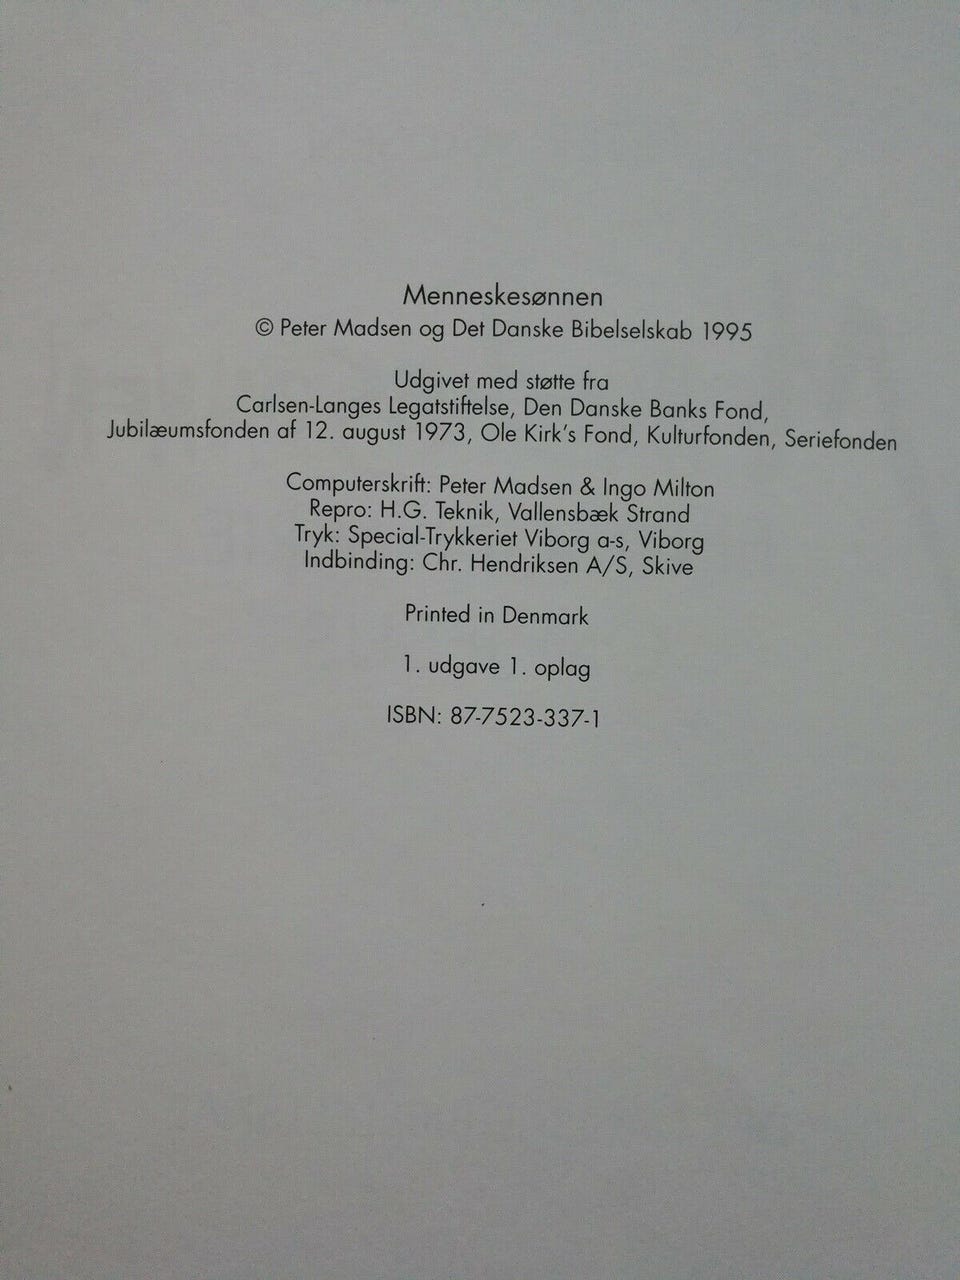 Menneskesønnen
© Peter Madsen og Det Danske Bibelselskab 1995
Udgivet med støtte fra
Carlsen-Langes Legatstiftelse, Den Danske Banks Fond,
Jubilæumsfonden af 12. august 1973, Ole Kirk's Fond, Kulturfonden, Seriefonden
Computerskrift: Peter Madsen & Ingo Milton
Repro: H.G. Teknik, Vallensbæk Strand
Tryk: Special-Trykkeriet Viborg a-s, Viborg
Indbinding: Chr. Hendriksen A/S, Skive
Printed in Denmark
1. udgave 1. oplag
ISBN: 87-7523-337-1